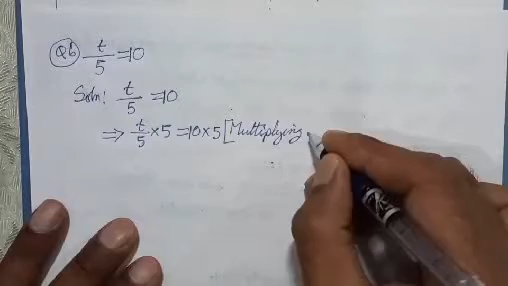 Q6 t/5 = 10
Soln: t/5 = 10
⇒ t/5 × 5 = 10 × 5 [Multiplying